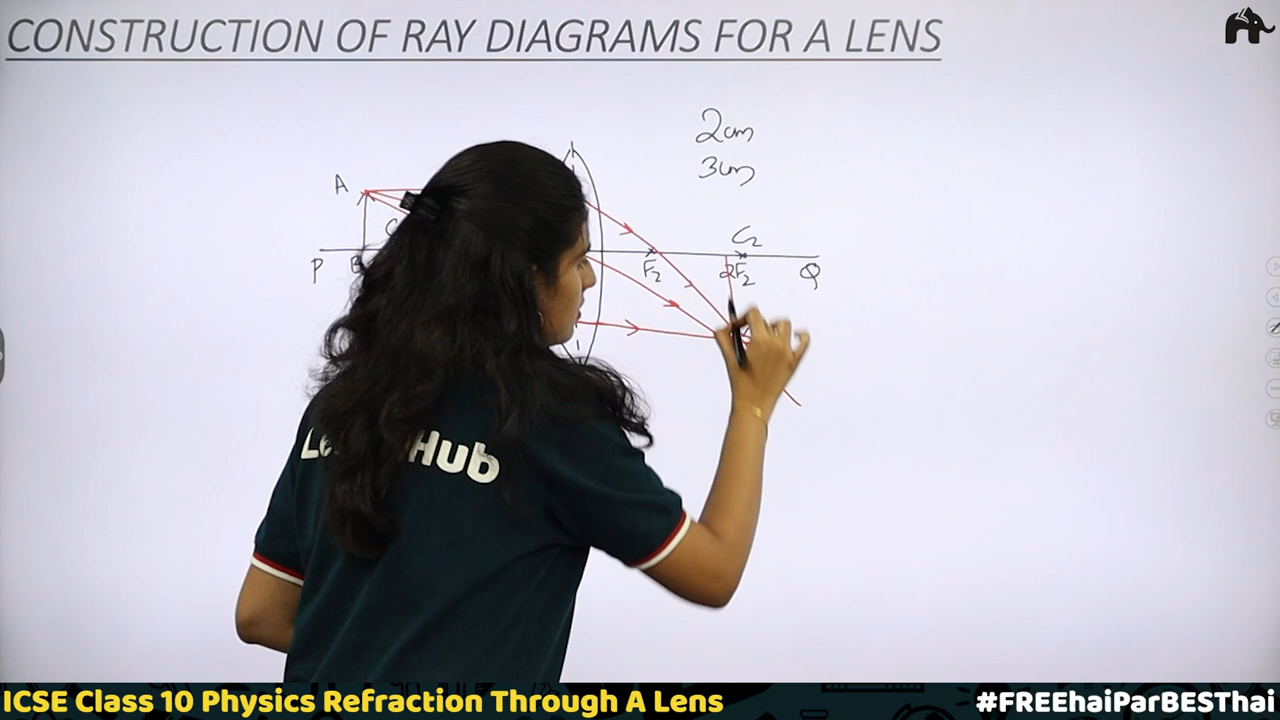 CONSTRUCTION OF RAY DIAGRAMS FOR A LENS
2cm
3cm
A
C₂
P
B
F₂
2F₂
Q
Hub
ICSE Class 10 Physics Refraction Through A Lens
#FREEhaiParBESThai